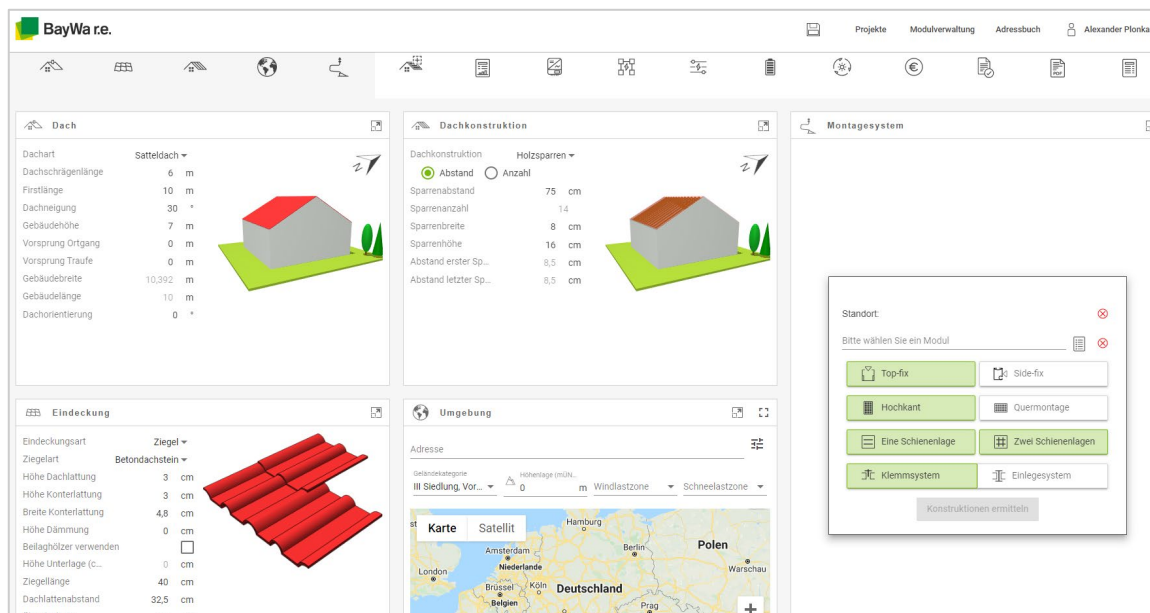 BayWa r.e.
Projekte Modulverwaltung Adressbuch Alexander Plonka
Dach
Dachart Satteldach
Dachschrägenlänge 6 m
Firstlänge 10 m
Dachneigung 30 °
Gebäudehöhe 7 m
Vorsprung Ortgang 0 m
Vorsprung Traufe 0 m
Gebäudebreite 10,392 m
Gebäudelänge 10 m
Dachorientierung 0 °
Z
Dachkonstruktion
Dachkonstruktion Holzsparren
Abstand Anzahl
Sparrenabstand 75 cm
Sparrenanzahl 14
Sparrenbreite 8 cm
Sparrenhöhe 16 cm
Abstand erster Sp... 8,5 cm
Abstand letzter Sp... 8,5 cm
Z
Montagesystem
Standort:
Bitte wählen Sie ein Modul
Top-fix Side-fix
Hochkant Quermontage
Eine Schienenlage Zwei Schienenlagen
Klemmsystem Einlegesystem
Konstruktionen ermitteln
Eindeckung
Eindeckungsart Ziegel
Ziegelart Betondachstein
Höhe Dachlattung 3 cm
Höhe Konterlattung 3 cm
Breite Konterlattung 4,8 cm
Höhe Dämmung 0 cm
Beilaghölzer verwenden
Höhe Unterlage (c... 0 cm
Ziegellänge 40 cm
Dachlattenabstand 32,5 cm
Umgebung
Adresse
Geländekategorie Höhenlage (müN...
III Siedlung, Vor... 0 m Windlastzone Schneelastzone
Karte Satellit
Hamburg
Amsterdam Berlin Polen
Niederlande Warschau
London
Brüssel Köln Deutschland
Belgien Prag
PDF